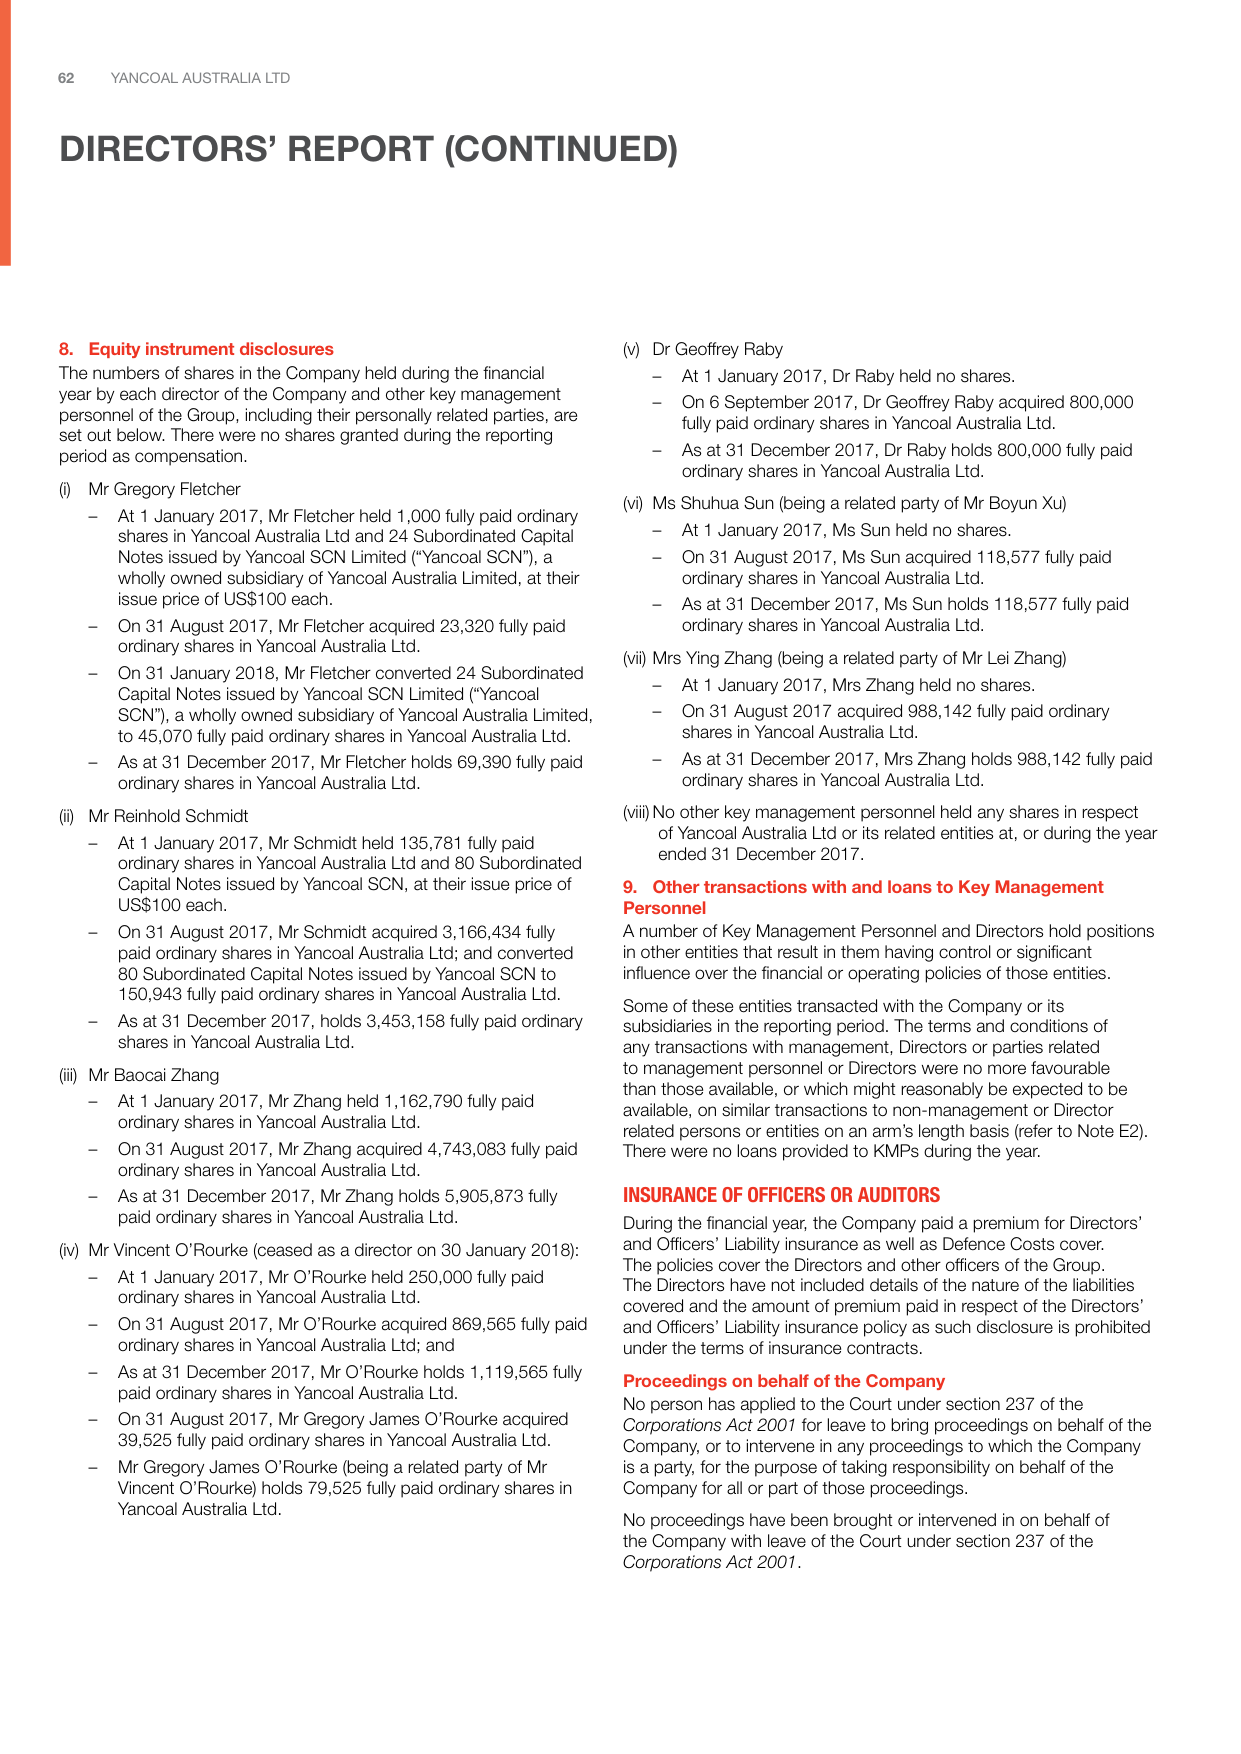 62 YANCOAL AUSTRALIA LTD
DIRECTORS’ REPORT (CONTINUED)
8. Equity instrument disclosures
The numbers of shares in the Company held during the financial
year by each director of the Company and other key management
personnel of the Group, including their personally related parties, are
set out below. There were no shares granted during the reporting
period as compensation.
(i) Mr Gregory Fletcher
– At 1 January 2017, Mr Fletcher held 1,000 fully paid ordinary
shares in Yancoal Australia Ltd and 24 Subordinated Capital
Notes issued by Yancoal SCN Limited (“Yancoal SCN”), a
wholly owned subsidiary of Yancoal Australia Limited, at their
issue price of US$100 each.
– On 31 August 2017, Mr Fletcher acquired 23,320 fully paid
ordinary shares in Yancoal Australia Ltd.
– On 31 January 2018, Mr Fletcher converted 24 Subordinated
Capital Notes issued by Yancoal SCN Limited (“Yancoal
SCN”), a wholly owned subsidiary of Yancoal Australia Limited,
to 45,070 fully paid ordinary shares in Yancoal Australia Ltd.
– As at 31 December 2017, Mr Fletcher holds 69,390 fully paid
ordinary shares in Yancoal Australia Ltd.
(ii) Mr Reinhold Schmidt
– At 1 January 2017, Mr Schmidt held 135,781 fully paid
ordinary shares in Yancoal Australia Ltd and 80 Subordinated
Capital Notes issued by Yancoal SCN, at their issue price of
US$100 each.
– On 31 August 2017, Mr Schmidt acquired 3,166,434 fully
paid ordinary shares in Yancoal Australia Ltd; and converted
80 Subordinated Capital Notes issued by Yancoal SCN to
150,943 fully paid ordinary shares in Yancoal Australia Ltd.
– As at 31 December 2017, holds 3,453,158 fully paid ordinary
shares in Yancoal Australia Ltd.
(iii) Mr Baocai Zhang
– At 1 January 2017, Mr Zhang held 1,162,790 fully paid
ordinary shares in Yancoal Australia Ltd.
– On 31 August 2017, Mr Zhang acquired 4,743,083 fully paid
ordinary shares in Yancoal Australia Ltd.
– As at 31 December 2017, Mr Zhang holds 5,905,873 fully
paid ordinary shares in Yancoal Australia Ltd.
(iv) Mr Vincent O’Rourke (ceased as a director on 30 January 2018):
– At 1 January 2017, Mr O’Rourke held 250,000 fully paid
ordinary shares in Yancoal Australia Ltd.
– On 31 August 2017, Mr O’Rourke acquired 869,565 fully paid
ordinary shares in Yancoal Australia Ltd; and
– As at 31 December 2017, Mr O’Rourke holds 1,119,565 fully
paid ordinary shares in Yancoal Australia Ltd.
– On 31 August 2017, Mr Gregory James O’Rourke acquired
39,525 fully paid ordinary shares in Yancoal Australia Ltd.
– Mr Gregory James O’Rourke (being a related party of Mr
Vincent O’Rourke) holds 79,525 fully paid ordinary shares in
Yancoal Australia Ltd.
(v) Dr Geoffrey Raby
– At 1 January 2017, Dr Raby held no shares.
– On 6 September 2017, Dr Geoffrey Raby acquired 800,000
fully paid ordinary shares in Yancoal Australia Ltd.
– As at 31 December 2017, Dr Raby holds 800,000 fully paid
ordinary shares in Yancoal Australia Ltd.
(vi) Ms Shuhua Sun (being a related party of Mr Boyun Xu)
– At 1 January 2017, Ms Sun held no shares.
– On 31 August 2017, Ms Sun acquired 118,577 fully paid
ordinary shares in Yancoal Australia Ltd.
– As at 31 December 2017, Ms Sun holds 118,577 fully paid
ordinary shares in Yancoal Australia Ltd.
(vii) Mrs Ying Zhang (being a related party of Mr Lei Zhang)
– At 1 January 2017, Mrs Zhang held no shares.
– On 31 August 2017 acquired 988,142 fully paid ordinary
shares in Yancoal Australia Ltd.
– As at 31 December 2017, Mrs Zhang holds 988,142 fully paid
ordinary shares in Yancoal Australia Ltd.
(viii) No other key management personnel held any shares in respect
of Yancoal Australia Ltd or its related entities at, or during the year
ended 31 December 2017.
9. Other transactions with and loans to Key Management
Personnel
A number of Key Management Personnel and Directors hold positions
in other entities that result in them having control or significant
influence over the financial or operating policies of those entities.
Some of these entities transacted with the Company or its
subsidiaries in the reporting period. The terms and conditions of
any transactions with management, Directors or parties related
to management personnel or Directors were no more favourable
than those available, or which might reasonably be expected to be
available, on similar transactions to non-management or Director
related persons or entities on an arm’s length basis (refer to Note E2).
There were no loans provided to KMPs during the year.
INSURANCE OF OFFICERS OR AUDITORS
During the financial year, the Company paid a premium for Directors’
and Officers’ Liability insurance as well as Defence Costs cover.
The policies cover the Directors and other officers of the Group.
The Directors have not included details of the nature of the liabilities
covered and the amount of premium paid in respect of the Directors’
and Officers’ Liability insurance policy as such disclosure is prohibited
under the terms of insurance contracts.
Proceedings on behalf of the Company
No person has applied to the Court under section 237 of the
Corporations Act 2001 for leave to bring proceedings on behalf of the
Company, or to intervene in any proceedings to which the Company
is a party, for the purpose of taking responsibility on behalf of the
Company for all or part of those proceedings.
No proceedings have been brought or intervened in on behalf of
the Company with leave of the Court under section 237 of the
Corporations Act 2001.